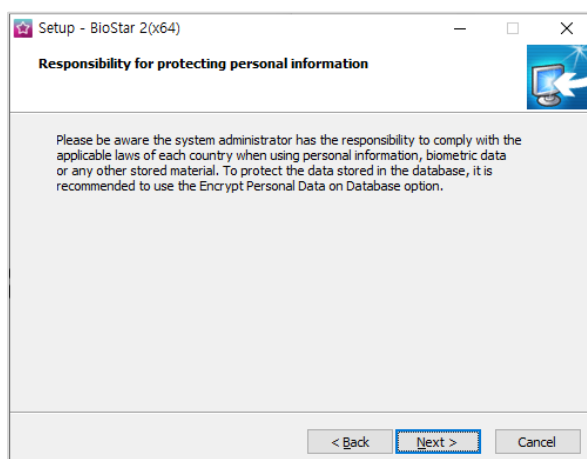 Setup - BioStar 2(x64)
Responsibility for protecting personal information
Please be aware the system administrator has the responsibility to comply with the
applicable laws of each country when using personal information, biometric data
or any other stored material. To protect the data stored in the database, it is
recommended to use the Encrypt Personal Data on Database option.
< Back
Next >
Cancel